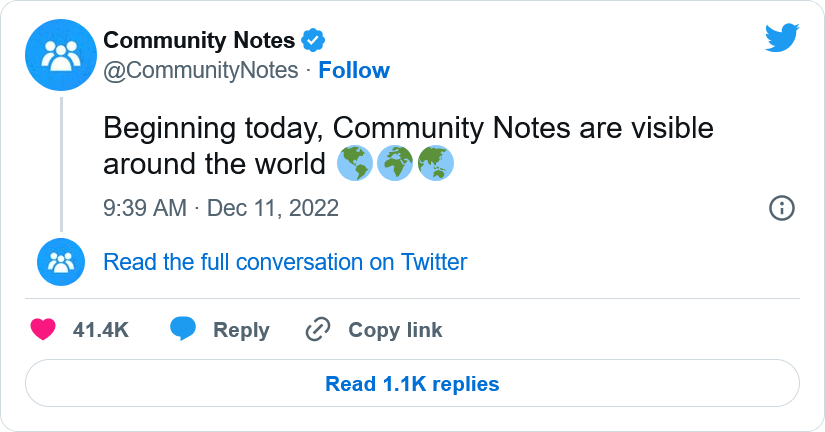 Community Notes
@CommunityNotes · Follow
Beginning today, Community Notes are visible
around the world 🌎🌍🌏
9:39 AM · Dec 11, 2022
Read the full conversation on Twitter
41.4K Reply Copy link
Read 1.1K replies